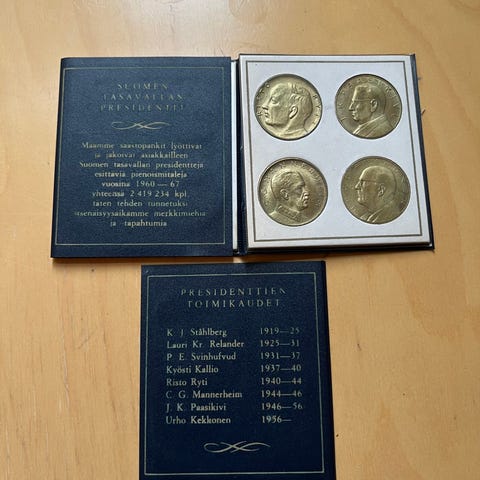 SUOMEN
TASAVALLAN
PRESIDENTIT
Maamme säästöpankit lyöttivät
ja jakoivat asiakkailleen
Suomen tasavallan presidenttejä
esittäviä pienoismitaleja
vuosina 1960—67
yhteensä 2 419 234 kpl.
täten tehden tunnetuksi
itsenäisyysaikamme merkkimiehiä
ja -tapahtumia
PRESIDENTTIEN
TOIMIKAUDET
K. J. Ståhlberg 1919—25
Lauri Kr. Relander 1925—31
P. E. Svinhufvud 1931—37
Kyösti Kallio 1937—40
Risto Ryti 1940—44
C. G. Mannerheim 1944—46
J. K. Paasikivi 1946—56
Urho Kekkonen 1956—